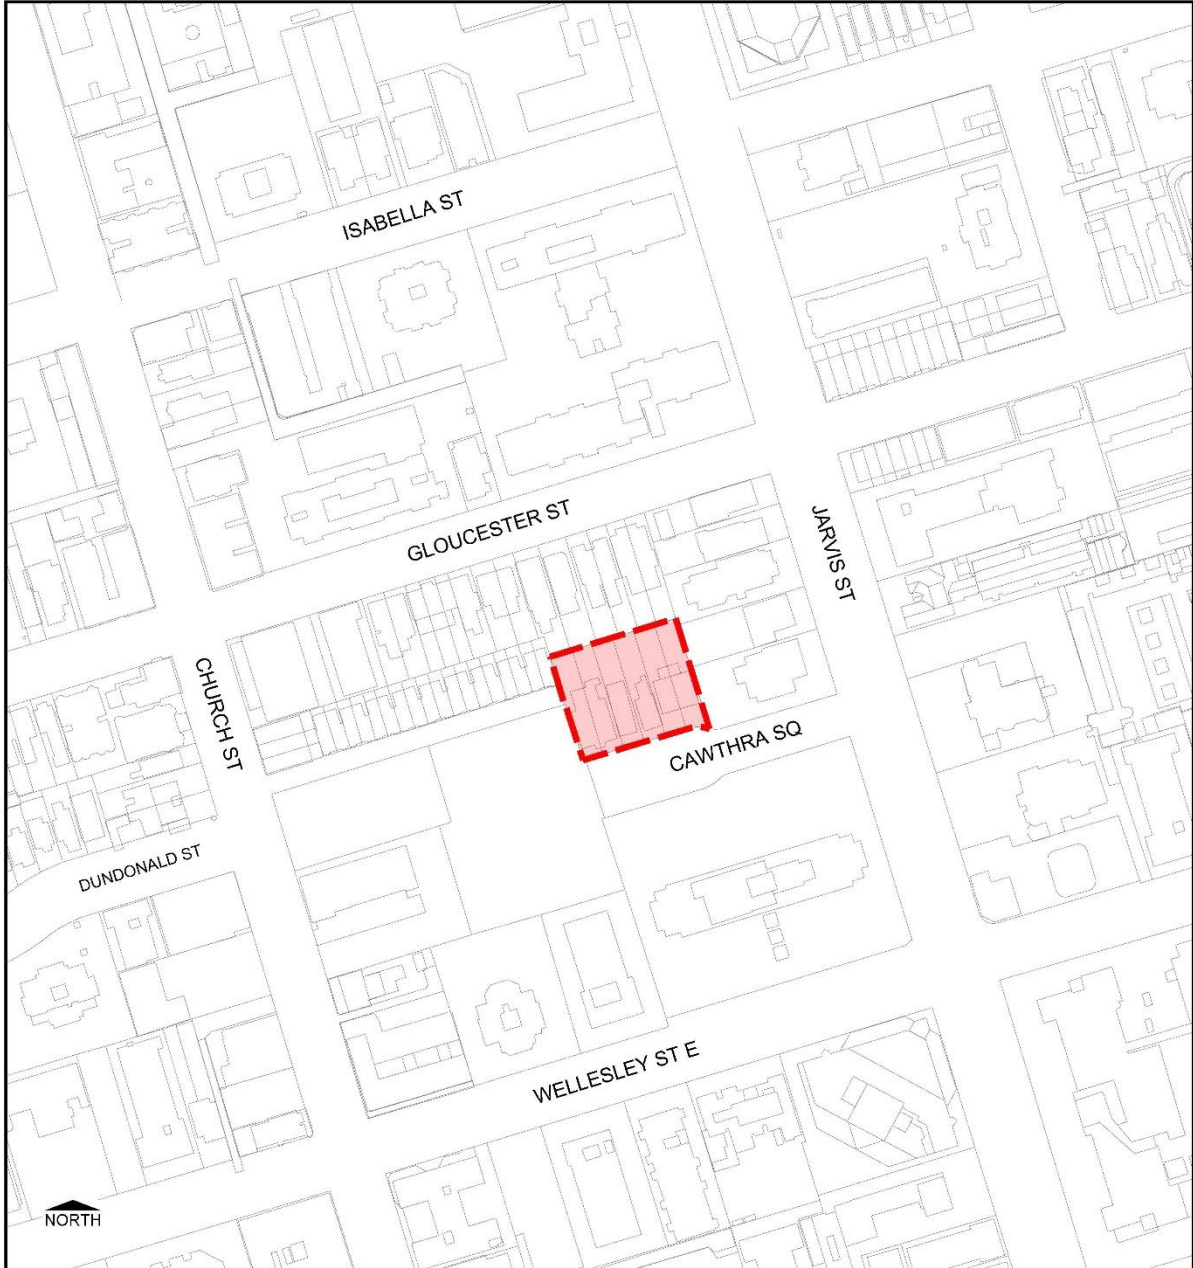 ISABELLA ST
GLOUCESTER ST
JARVIS ST
CHURCH ST
CAWTHRA SQ
DUNDONALD ST
WELLESLEY ST E
NORTH